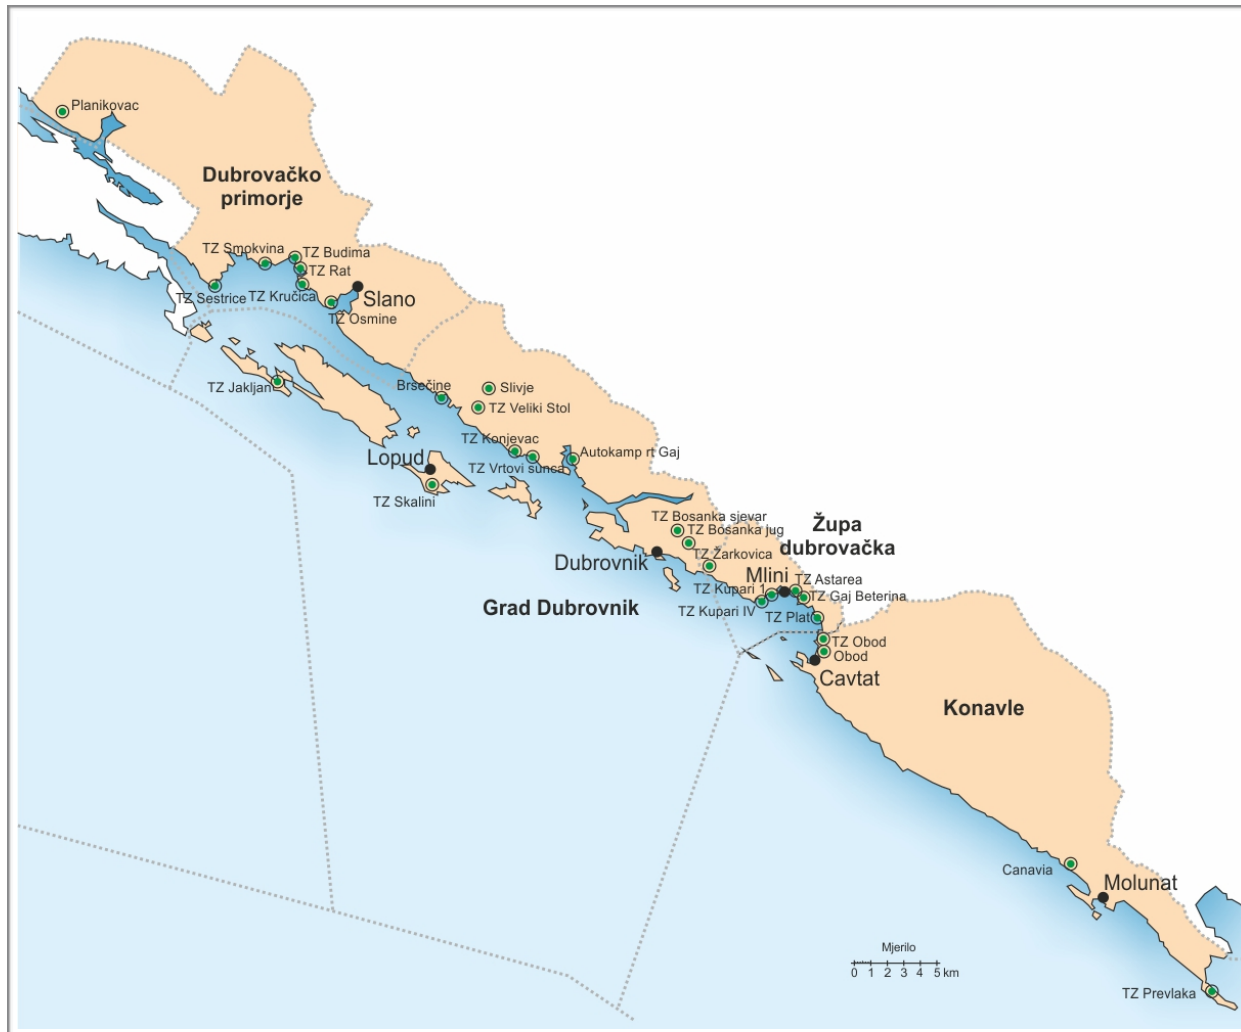 Planikovac
Dubrovačko
primorje
TZ Smokvina
TZ Budima
TZ Rat
TZ Sestrice
TZ Kručica
Slano
TZ Osmine
TZ Jakljan
Brsečine
Slivje
TZ Veliki Stol
TZ Konjevac
Autokamp rt Gaj
Lopud
TZ Vrtovi sunca
TZ Skalini
TZ Bosanka sjevar
TZ Bosanka jug
Župa
dubrovačka
Dubrovnik
TZ Žarkovica
Mlini
TZ Astarea
TZ Kupari 1
TZ Gaj Beterina
Grad Dubrovnik
TZ Kupari IV
TZ Plat
TZ Obod
Obod
Cavtat
Konavle
Canavia
Molunat
Mjerilo
0 1 2 3 4 5 km
TZ Prevlaka